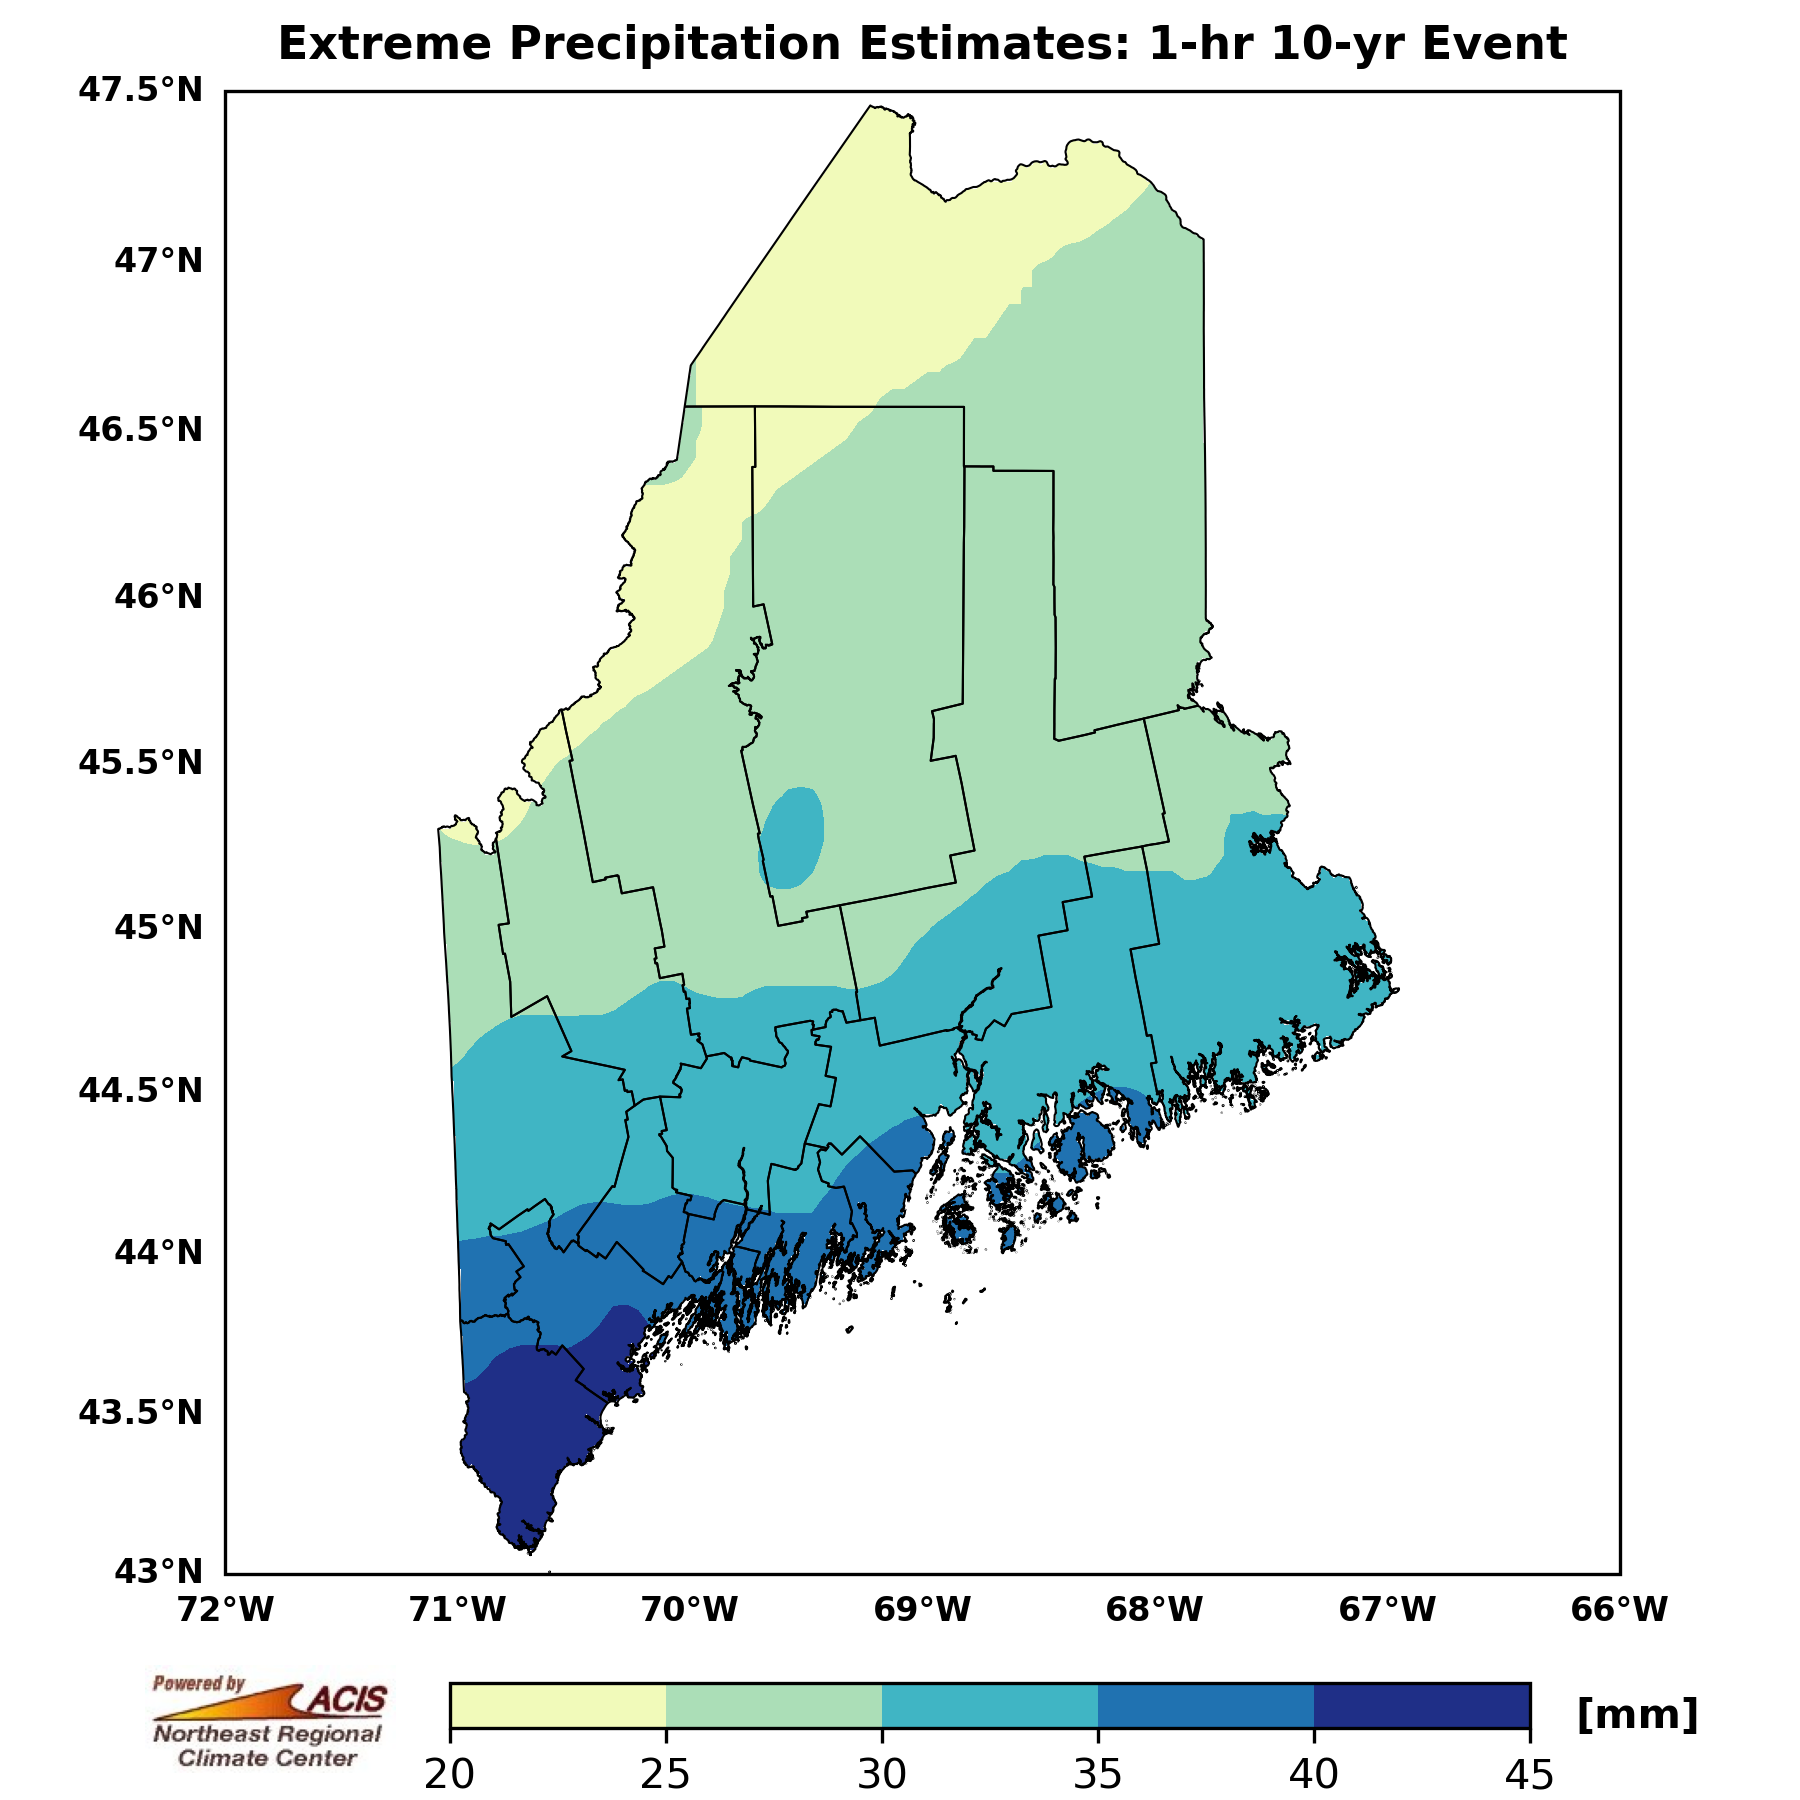 Extreme Precipitation Estimates: 1-hr 10-yr Event
47.5°N
47°N
46.5°N
46°N
45.5°N
45°N
44.5°N
44°N
43.5°N
43°N
72°W 71°W 70°W 69°W 68°W 67°W 66°W
Powered by
ACIS
Northeast Regional
Climate Center
[mm]
20 25 30 35 40 45